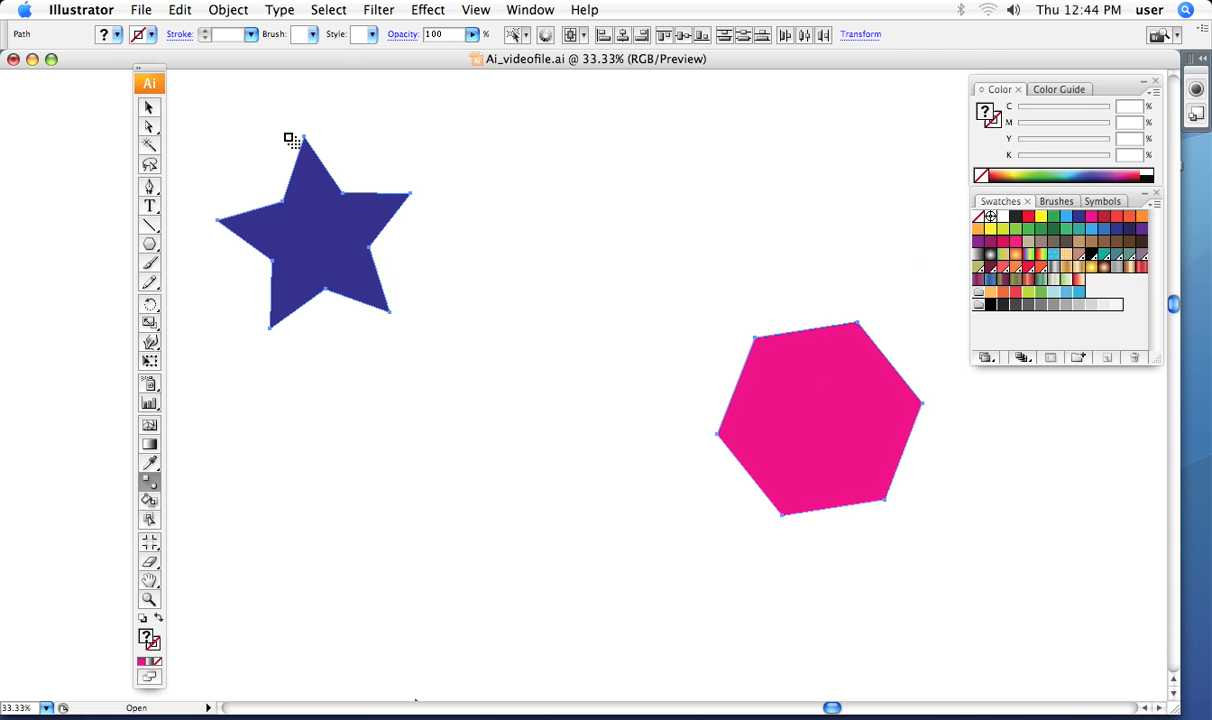 Illustrator File Edit Object Type Select Filter Effect View Window Help Thu 12:44 PM user
Path ? Stroke: Brush: Style: Opacity: 100 % Transform
Ai_videofile.ai @ 33.33% (RGB/Preview)
Ai
Color × Color Guide
? C %
M %
Y %
K %
Swatches × Brushes Symbols
T
?
33.33% Open